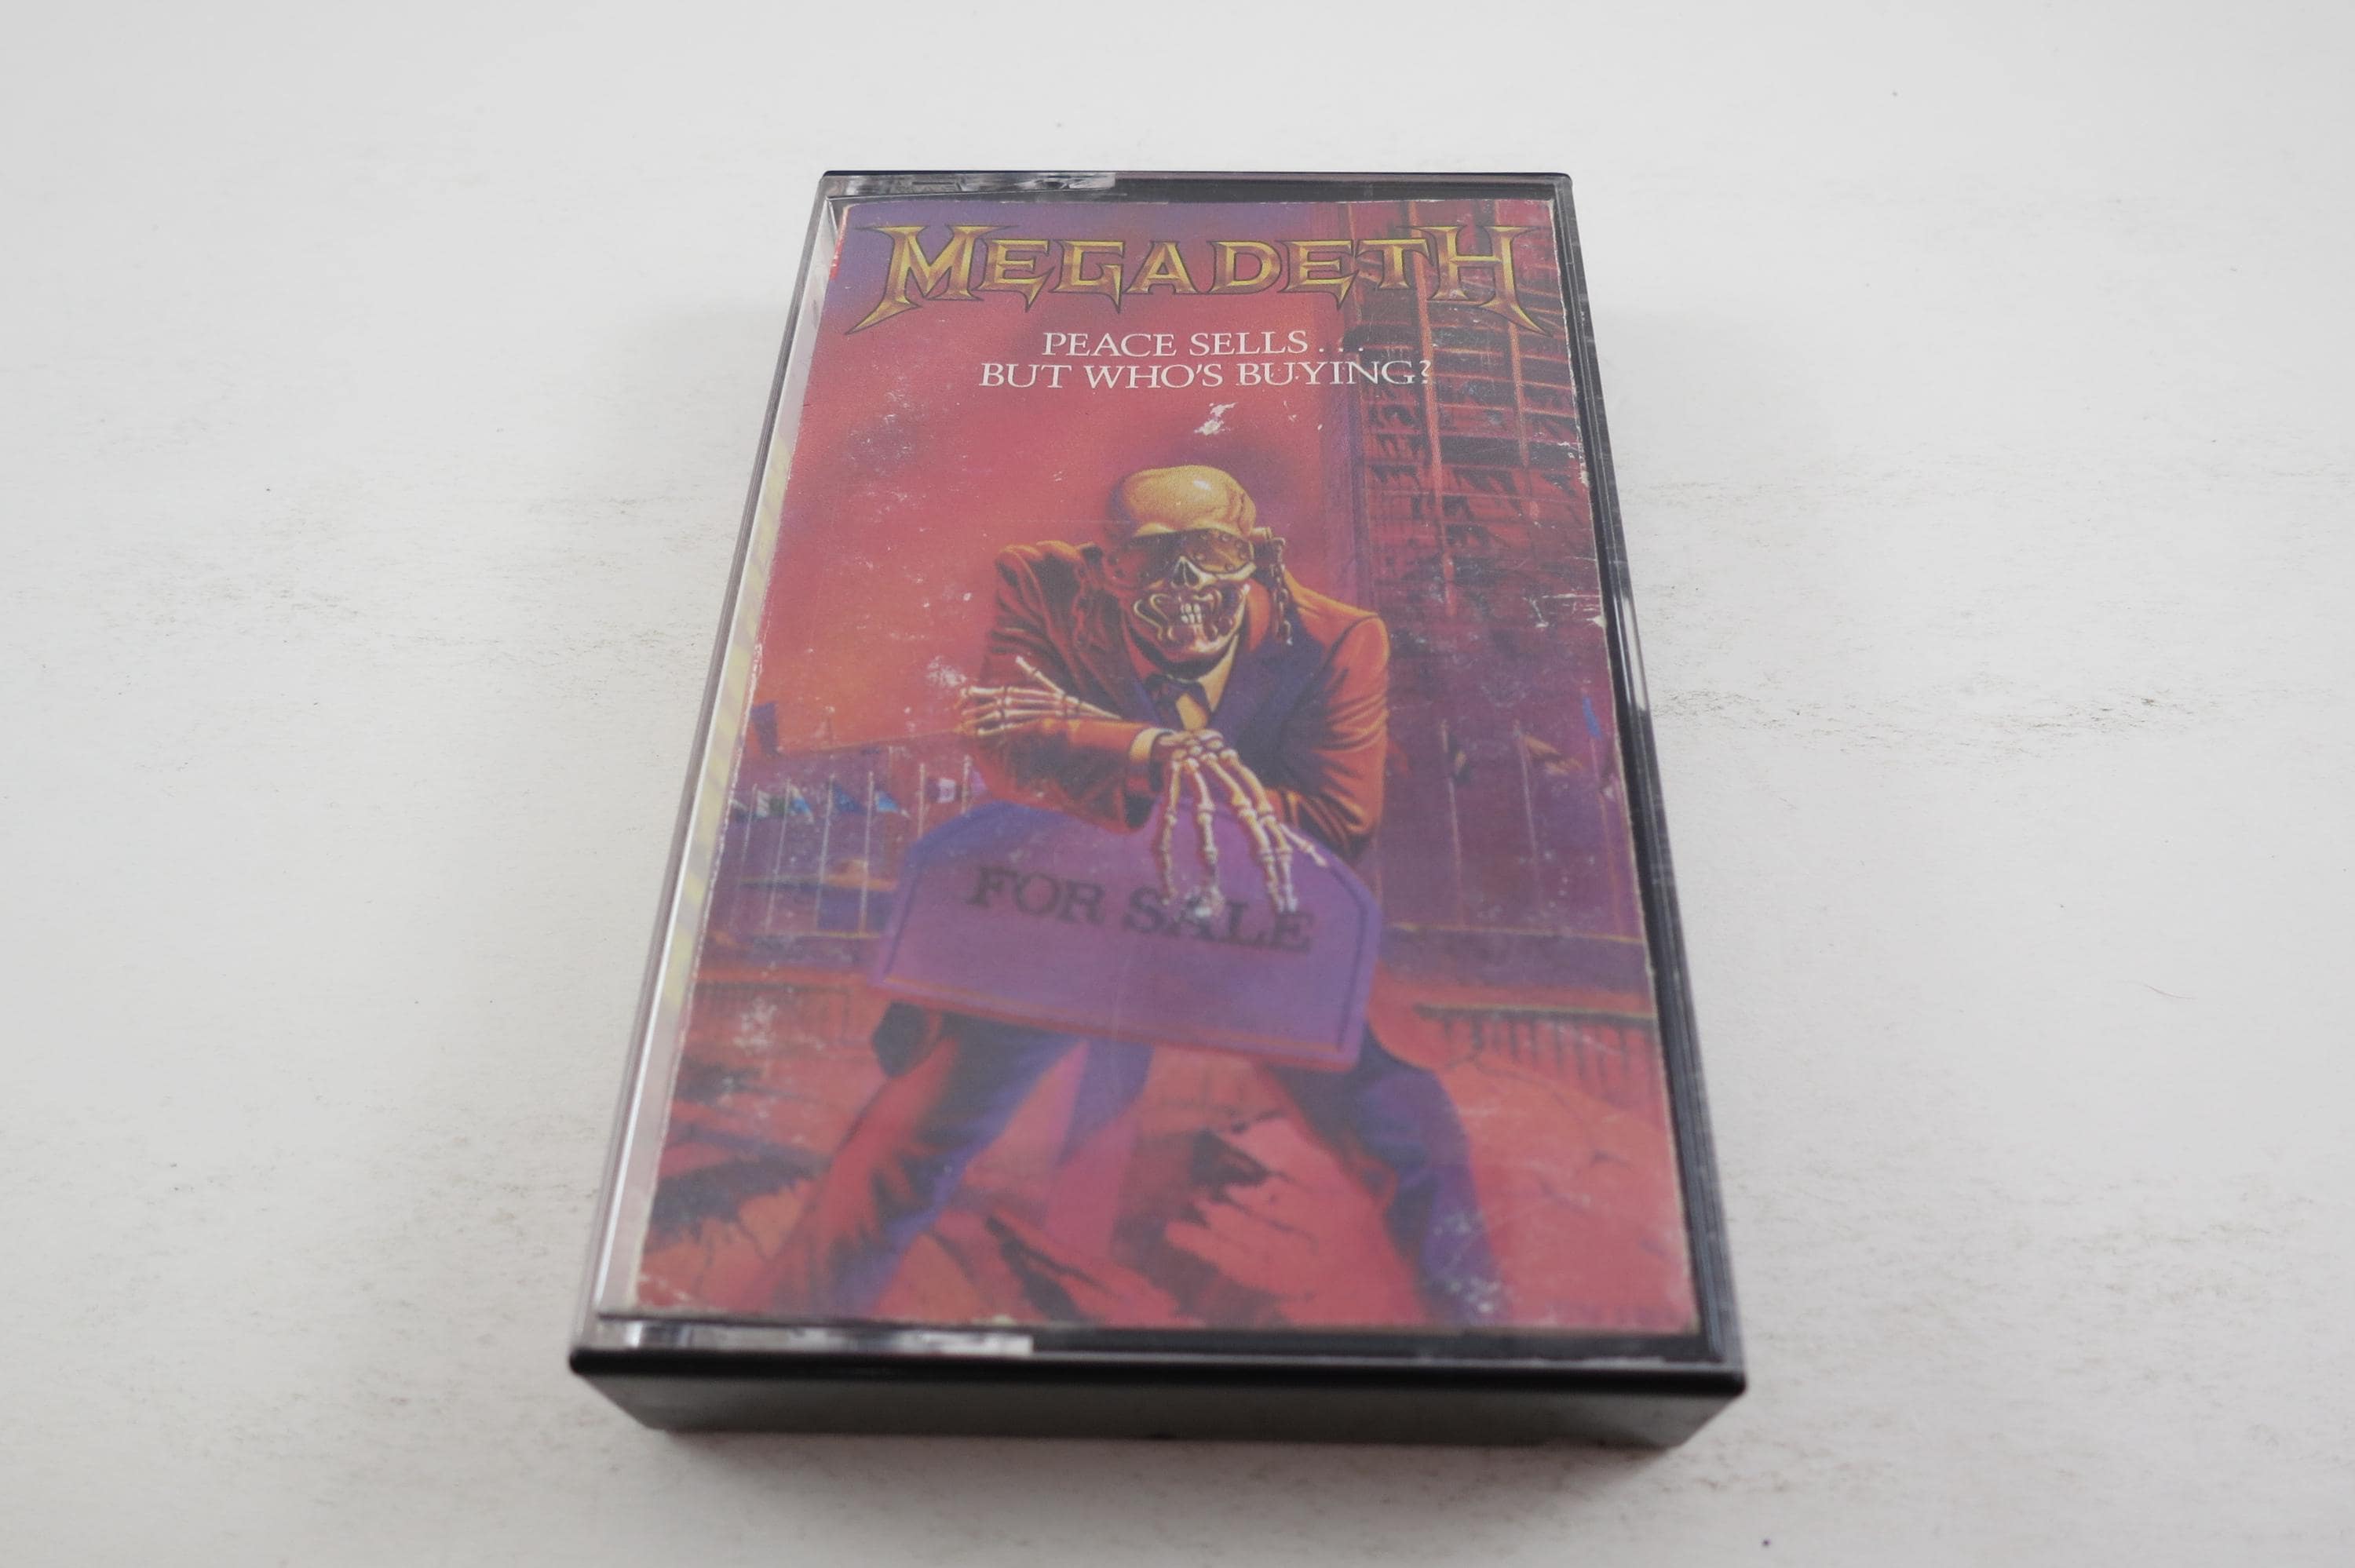 MEGADETH
PEACE SELLS...
BUT WHO'S BUYING?
FOR SALE